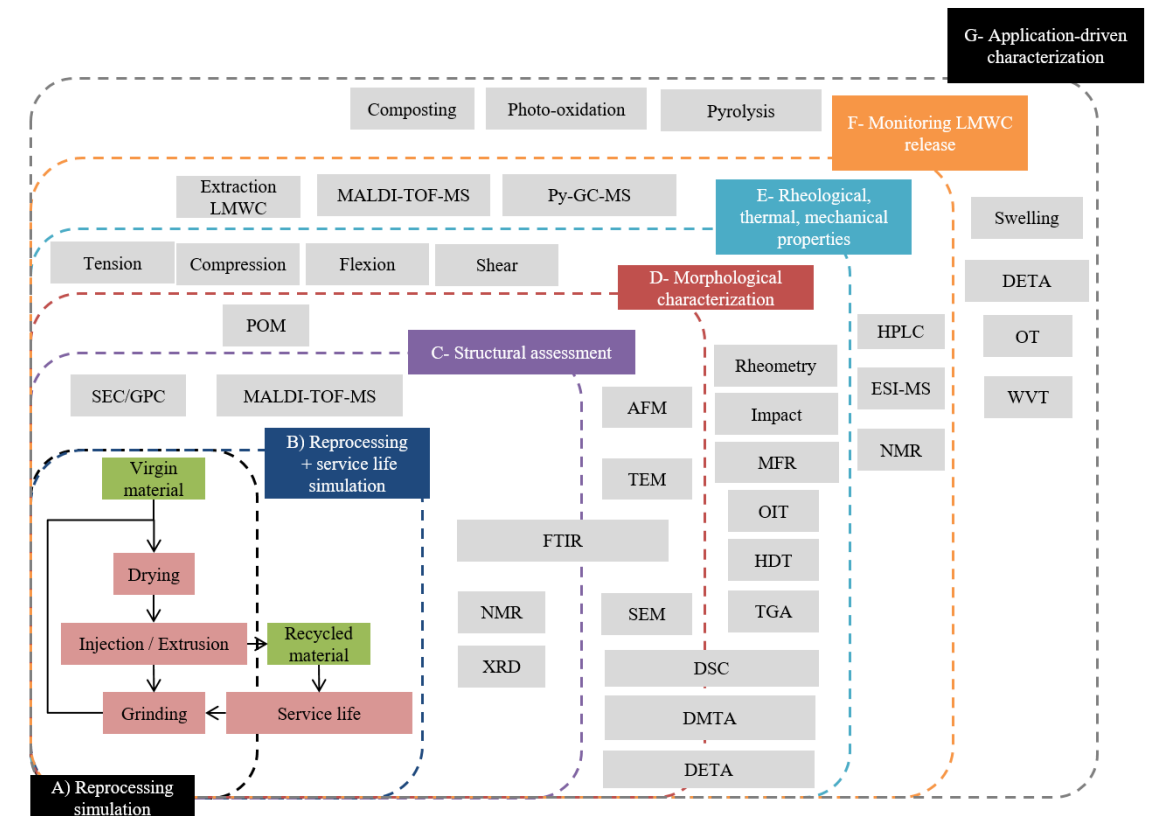 G- Application-driven
characterization
Composting
Photo-oxidation
Pyrolysis
F- Monitoring LMWC
release
Extraction
LMWC
MALDI-TOF-MS
Py-GC-MS
E- Rheological,
thermal, mechanical
properties
Swelling
Tension
Compression
Flexion
Shear
D- Morphological
characterization
DETA
POM
HPLC
OT
C- Structural assessment
Rheometry
SEC/GPC
MALDI-TOF-MS
AFM
Impact
ESI-MS
WVT
B) Reprocessing
+ service life
simulation
MFR
NMR
Virgin
material
TEM
OIT
FTIR
HDT
Drying
NMR
SEM
TGA
Injection / Extrusion
Recycled
material
XRD
DSC
Grinding
Service life
DMTA
DETA
A) Reprocessing
simulation